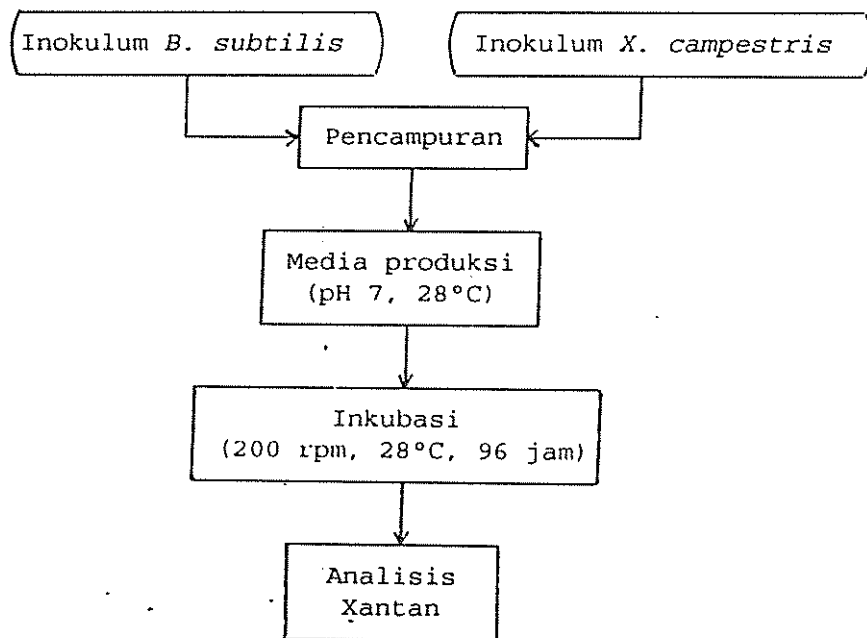 Inokulum B. subtilis
Inokulum X. campestris
Pencampuran
Media produksi
(pH 7, 28°C)
Inkubasi
(200 rpm, 28°C, 96 jam)
Analisis
Xantan